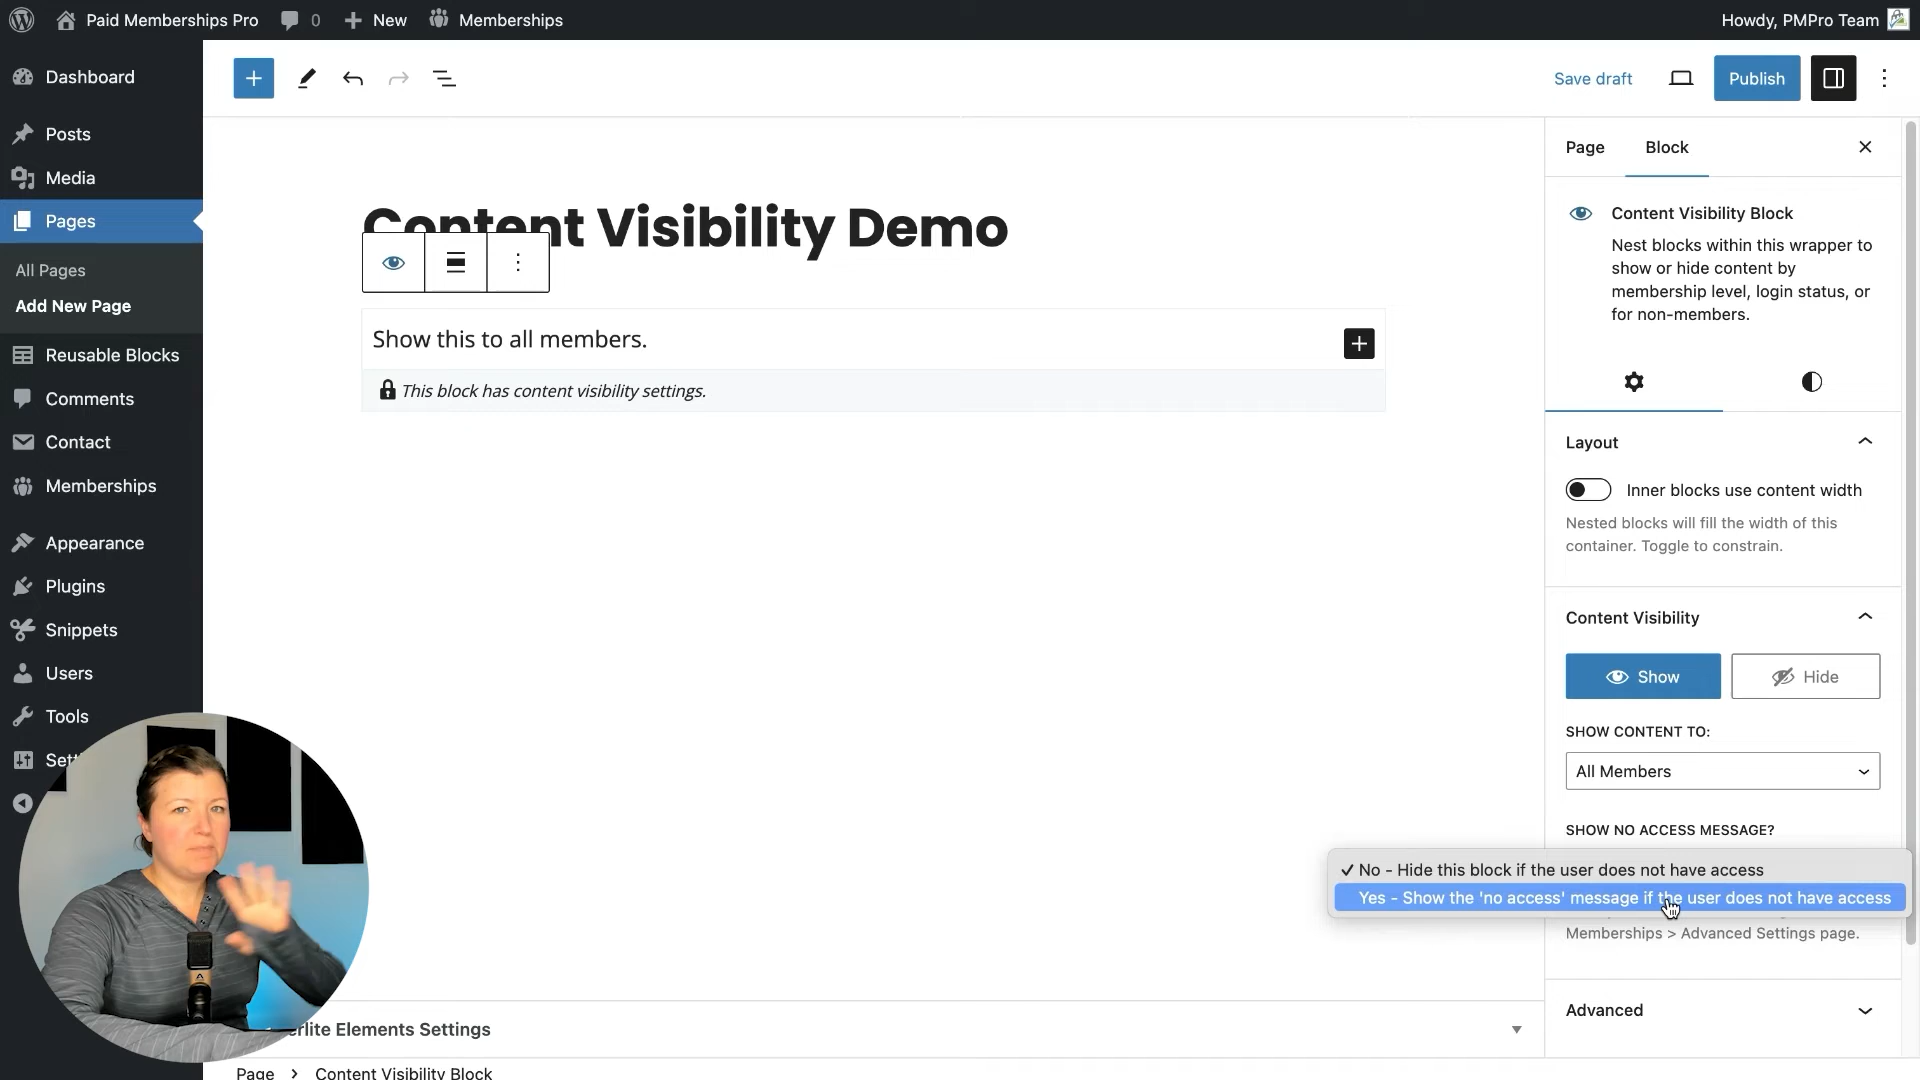 Paid Memberships Pro
0
New
Memberships
Howdy, PMPro Team
Dashboard
Posts
Media
Pages
All Pages
Add New Page
Reusable Blocks
Comments
Contact
Memberships
Appearance
Plugins
Snippets
Users
Tools
Save draft
Publish
Content Visibility Demo
Show this to all members.
This block has content visibility settings.
Page
Block
Content Visibility Block
Nest blocks within this wrapper to
show or hide content by
membership level, login status, or
for non-members.
Layout
Inner blocks use content width
Nested blocks will fill the width of this
container. Toggle to constrain.
Content Visibility
Show
Hide
SHOW CONTENT TO:
All Members
SHOW NO ACCESS MESSAGE?
✓ No - Hide this block if the user does not have access
Yes - Show the 'no access' message if the user does not have access
Memberships > Advanced Settings page.
Advanced
Elements Settings
Page > Content Visibility Block